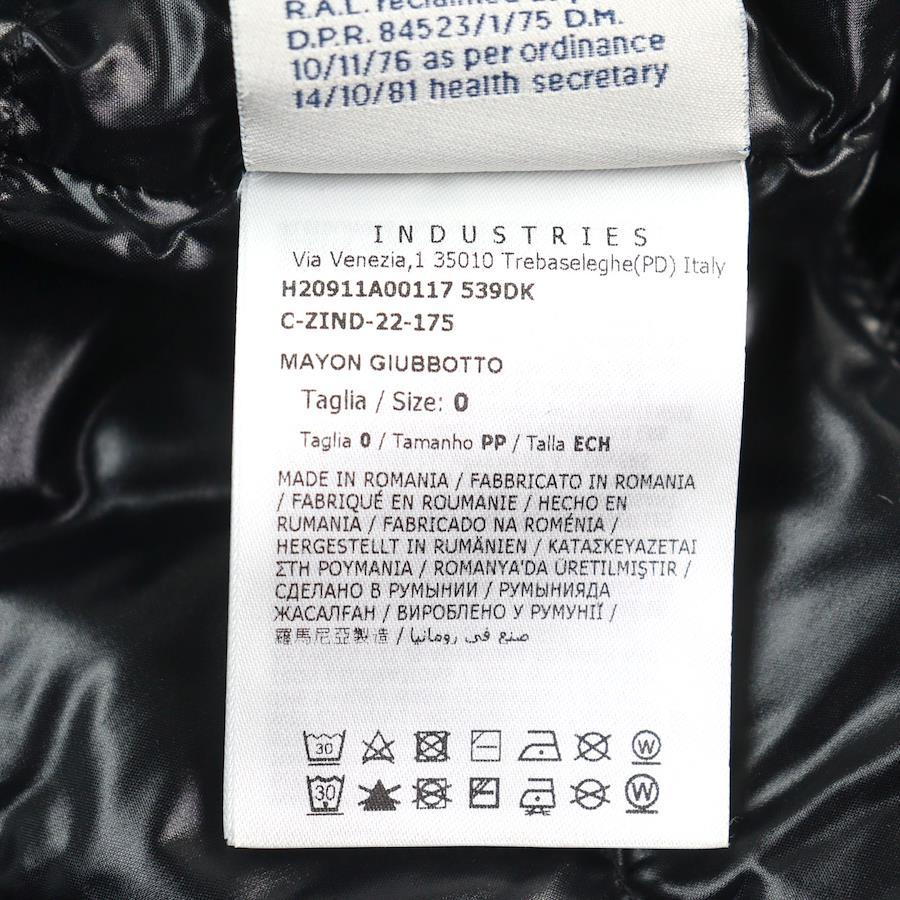 R.A.L. reclaimed
D.P.R. 84523/1/75 D.M.
10/11/76 as per ordinance
14/10/81 health secretary
INDUSTRIES
Via Venezia,1 35010 Trebaseleghe(PD) Italy
H20911A00117 539DK
C-ZIND-22-175
MAYON GIUBBOTTO
Taglia / Size: 0
Taglia 0 / Tamanho PP / Talla ECH
MADE IN ROMANIA / FABBRICATO IN ROMANIA
/ FABRIQUÉ EN ROUMANIE / HECHO EN
RUMANIA / FABRICADO NA ROMÉNIA /
HERGESTELLT IN RUMÄNIEN / ΚΑΤΑΣΚΕΥΑΖΕΤΑΙ
ΣΤΗ ΡΟΥΜΑΝΙΑ / ROMANYA'DA ÜRETILMIŞTIR /
СДЕЛАНО В РУМЫНИИ / РУМЫНИЯДА
ЖАСАЛҒАН / ВИРОБЛЕНО У РУМУНІЇ /
羅馬尼亞製造 / صنع في رومانيا
30 W
30 W